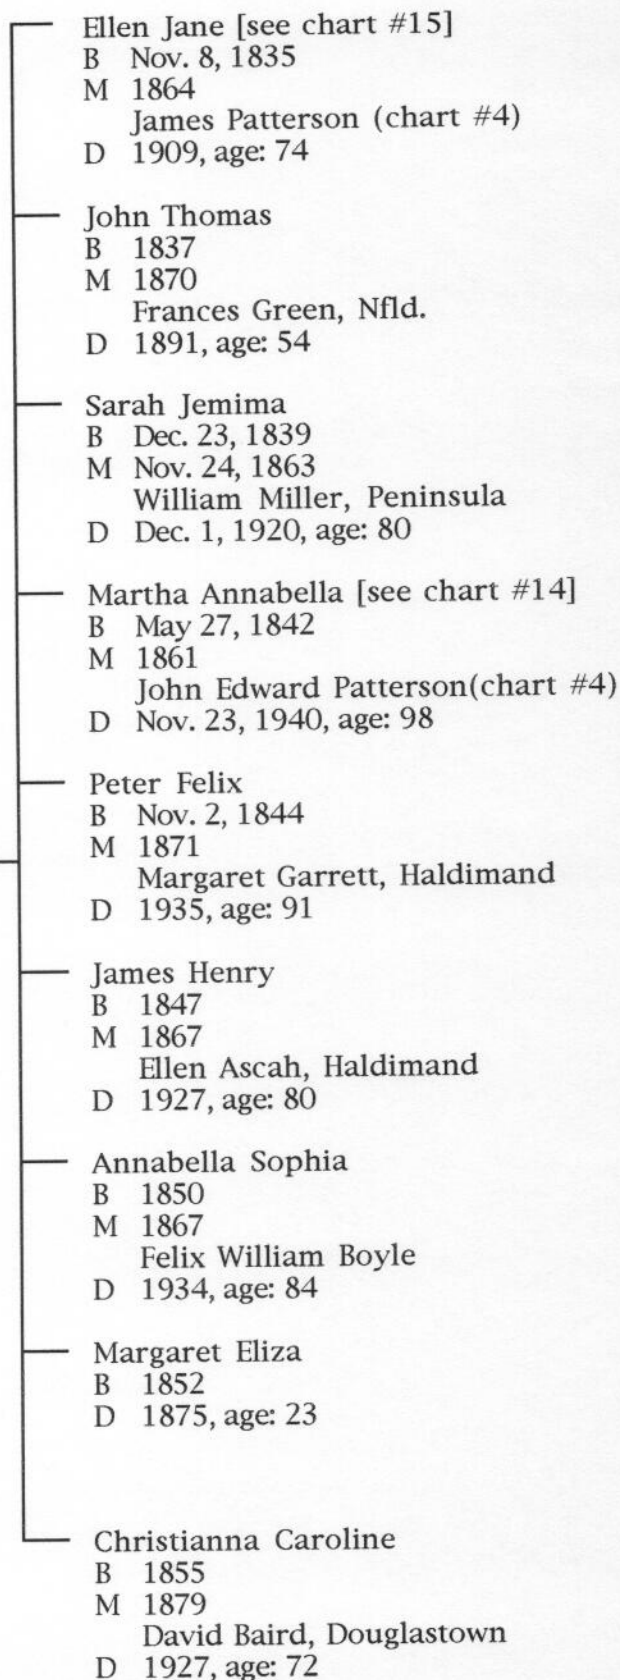 Ellen Jane [see chart #15]
B Nov. 8, 1835
M 1864
James Patterson (chart #4)
D 1909, age: 74
John Thomas
B 1837
M 1870
Frances Green, Nfld.
D 1891, age: 54
Sarah Jemima
B Dec. 23, 1839
M Nov. 24, 1863
William Miller, Peninsula
D Dec. 1, 1920, age: 80
Martha Annabella [see chart #14]
B May 27, 1842
M 1861
John Edward Patterson(chart #4)
D Nov. 23, 1940, age: 98
Peter Felix
B Nov. 2, 1844
M 1871
Margaret Garrett, Haldimand
D 1935, age: 91
James Henry
B 1847
M 1867
Ellen Ascah, Haldimand
D 1927, age: 80
Annabella Sophia
B 1850
M 1867
Felix William Boyle
D 1934, age: 84
Margaret Eliza
B 1852
D 1875, age: 23
Christianna Caroline
B 1855
M 1879
David Baird, Douglastown
D 1927, age: 72